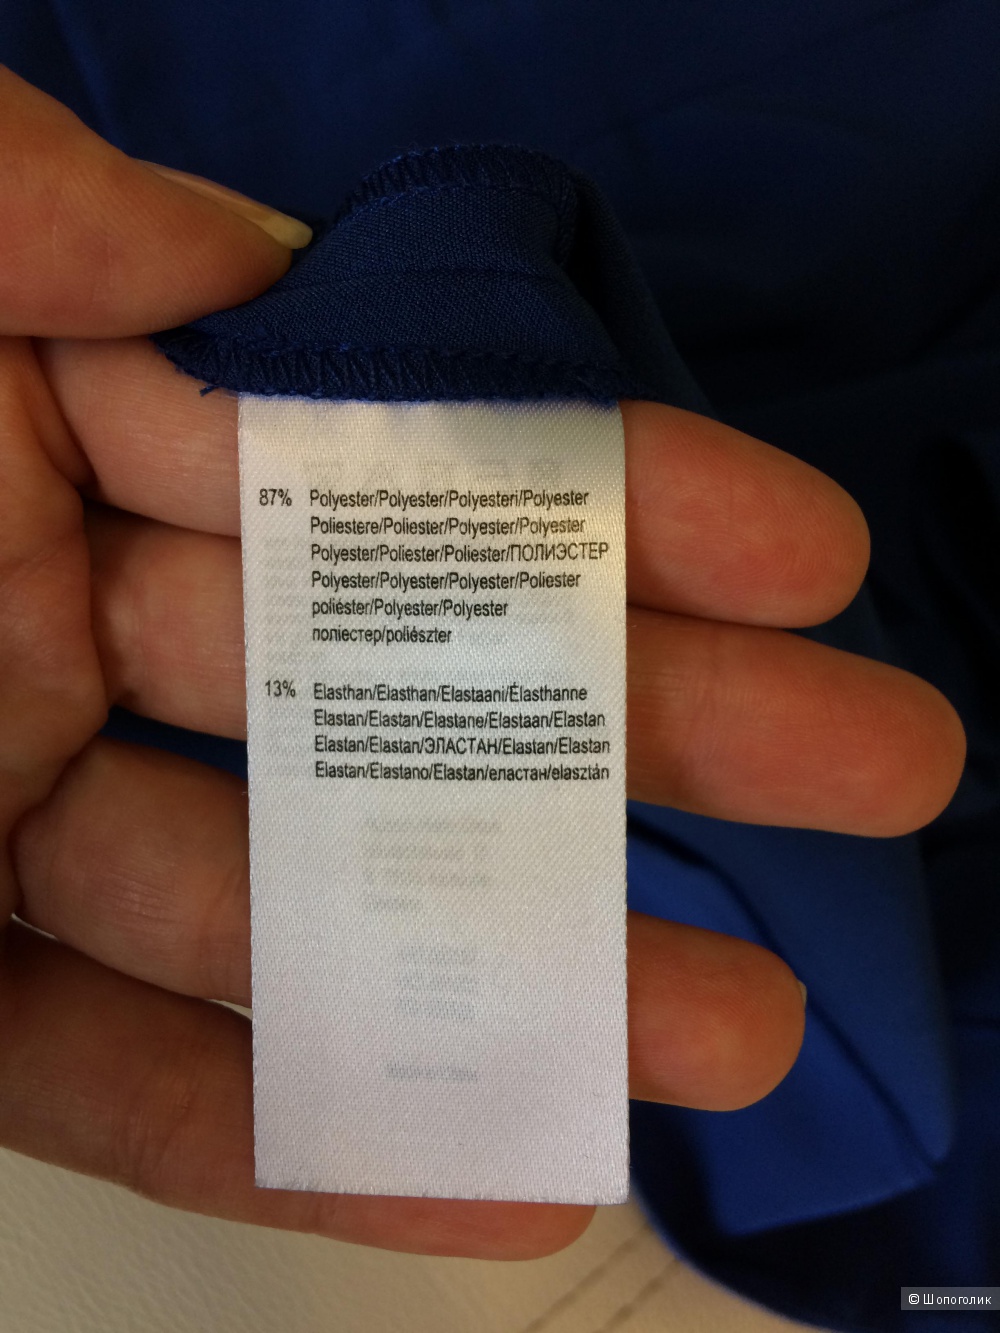 87% Polyester/Polyester/Polyesteri/Polyester
Poliestere/Poliester/Polyester/Polyester
Polyester/Poliester/Poliester/ПОЛИЭСТЕР
Polyester/Polyester/Polyester/Poliester
poliéster/Polyester/Polyester
поліестер/poliészter
13% Elasthan/Elasthan/Elastaani/Élasthanne
Elastan/Elastan/Elastane/Elastaan/Elastan
Elastan/Elastan/ЭЛАСТАН/Elastan/Elastan
Elastan/Elastano/Elastan/еластан/elasztán
© Шопоголик